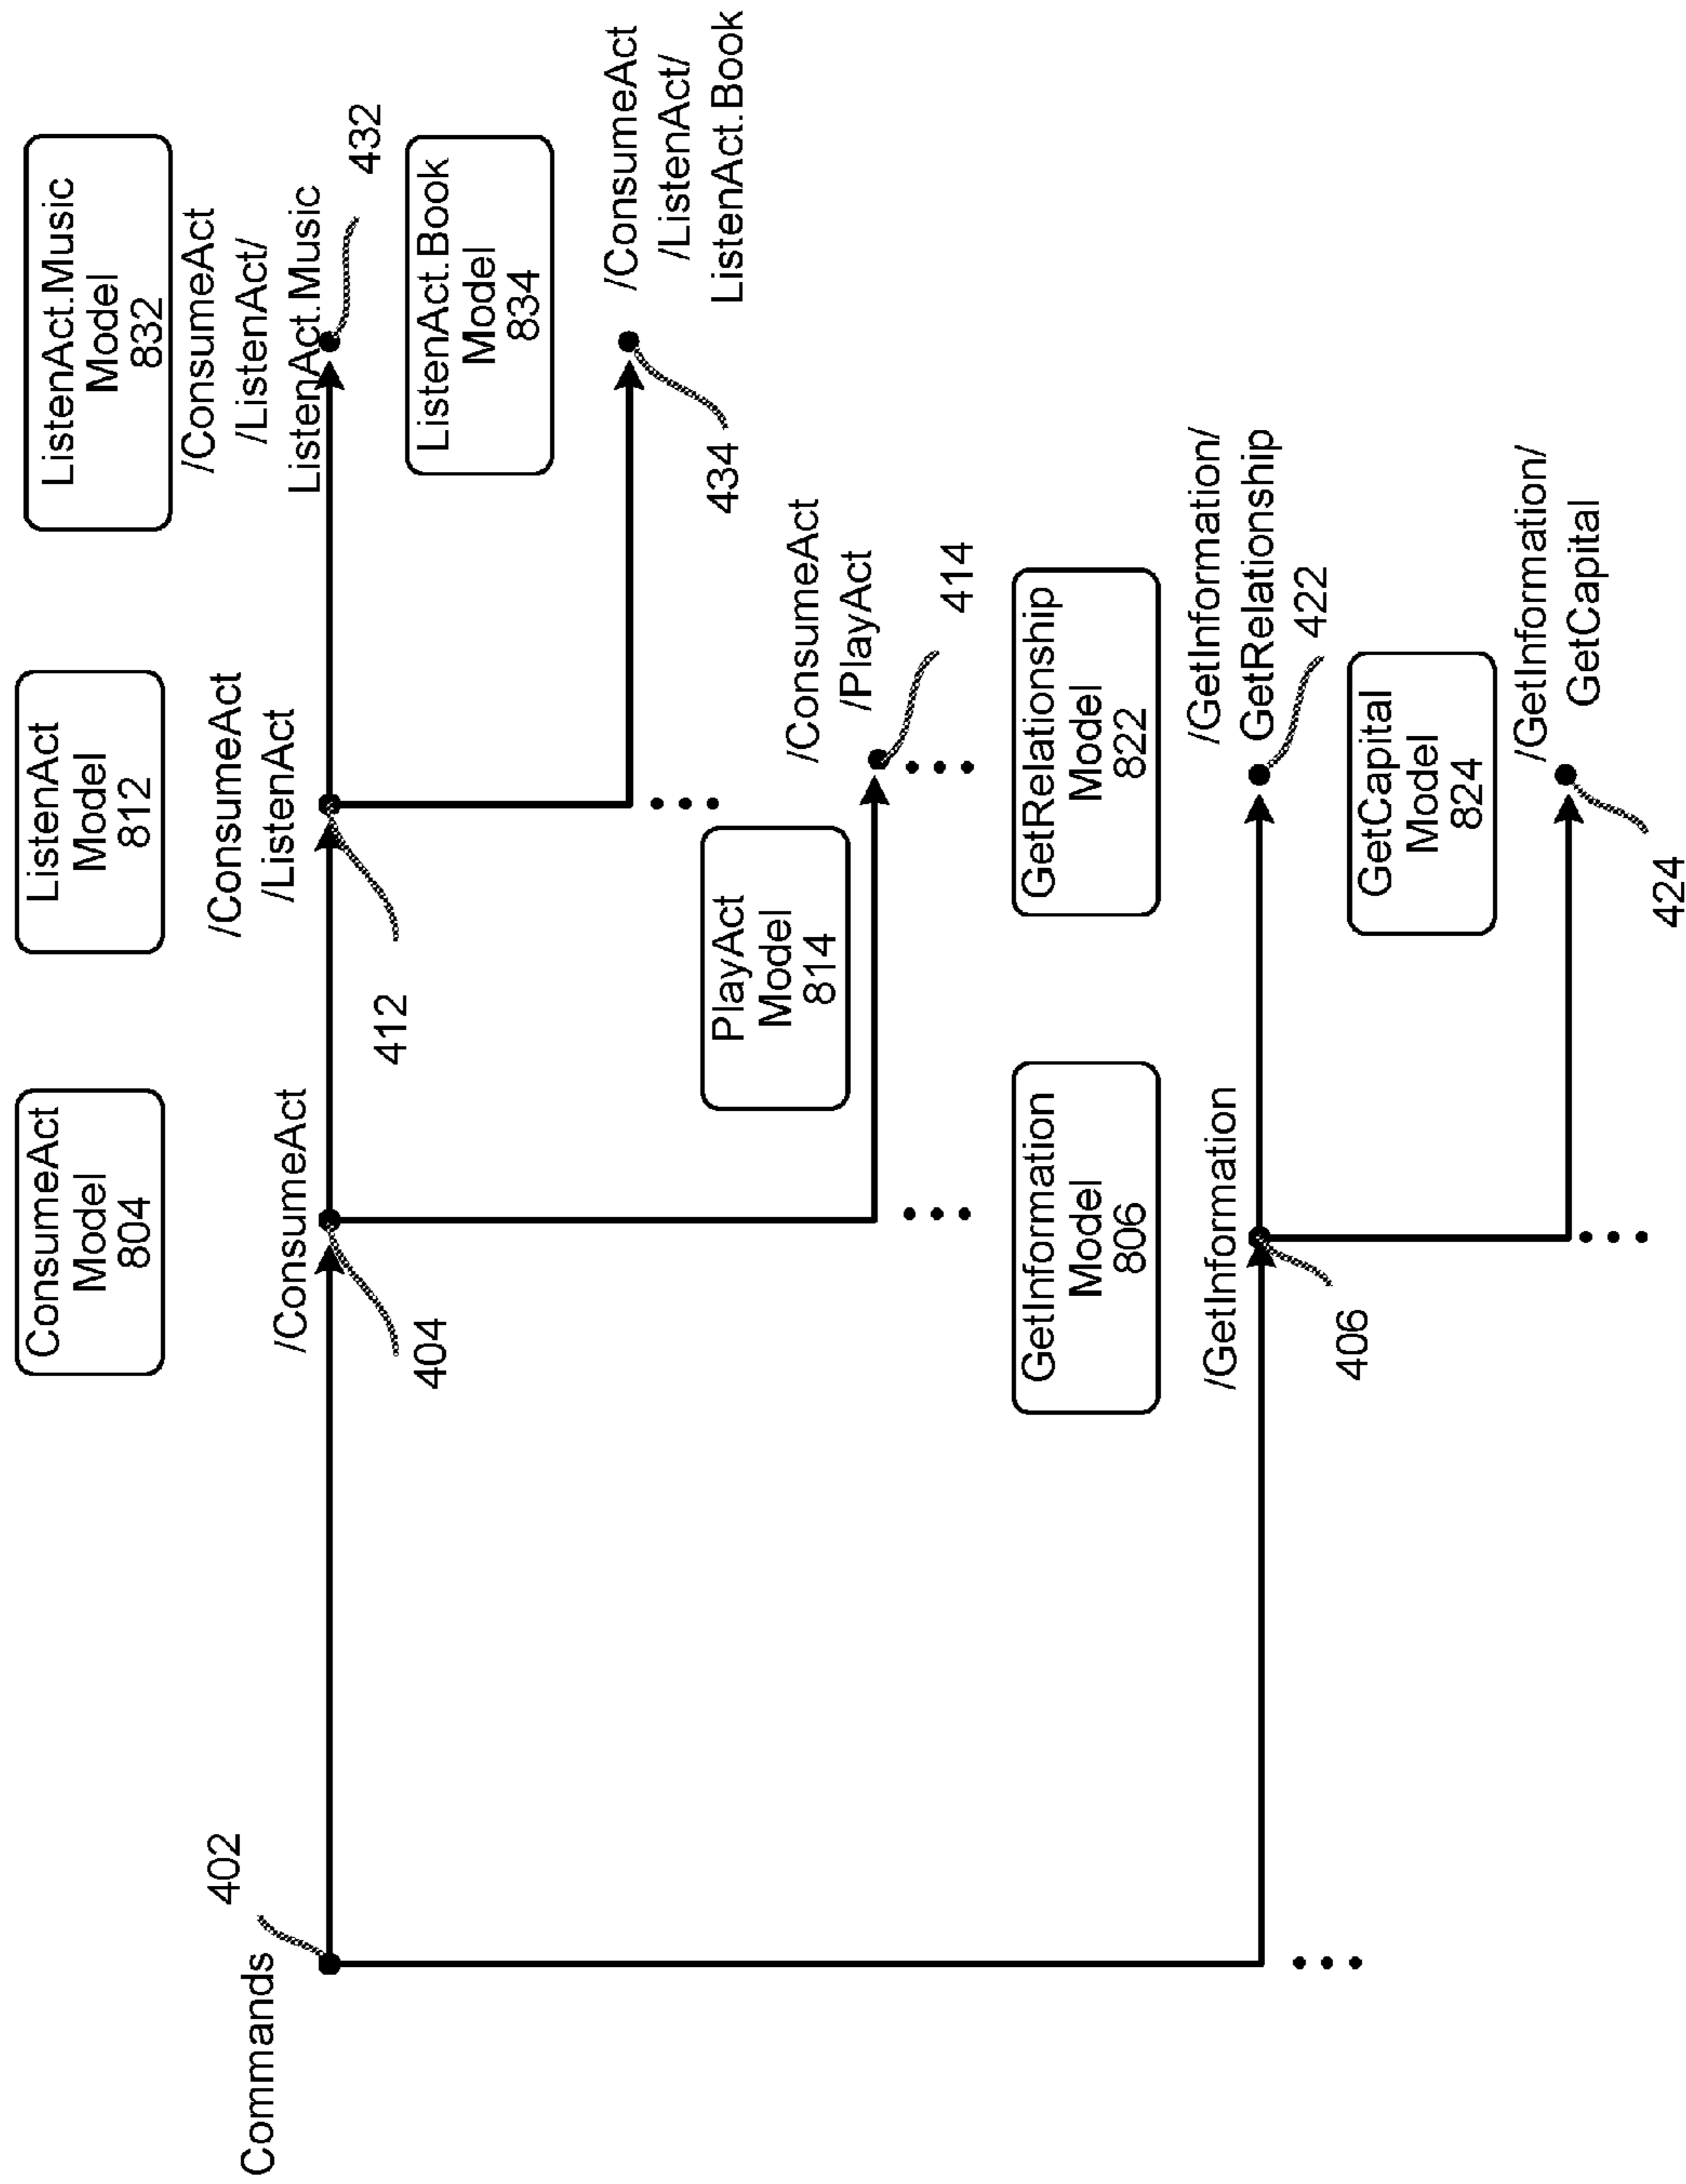 Commands
402
ConsumeAct
Model
804
/ConsumeAct
404
ListenAct
Model
812
/ConsumeAct
/ListenAct
412
ListenAct.Music
Model
832
/ConsumeAct
/ListenAct/
ListenAct.Music
432
ListenAct.Book
Model
834
/ConsumeAct
/ListenAct/
ListenAct.Book
434
PlayAct
Model
814
/ConsumeAct
/PlayAct
414
GetInformation
Model
806
/GetInformation
406
GetRelationship
Model
822
/GetInformation/
GetRelationship
422
GetCapital
Model
824
/GetInformation/
GetCapital
424